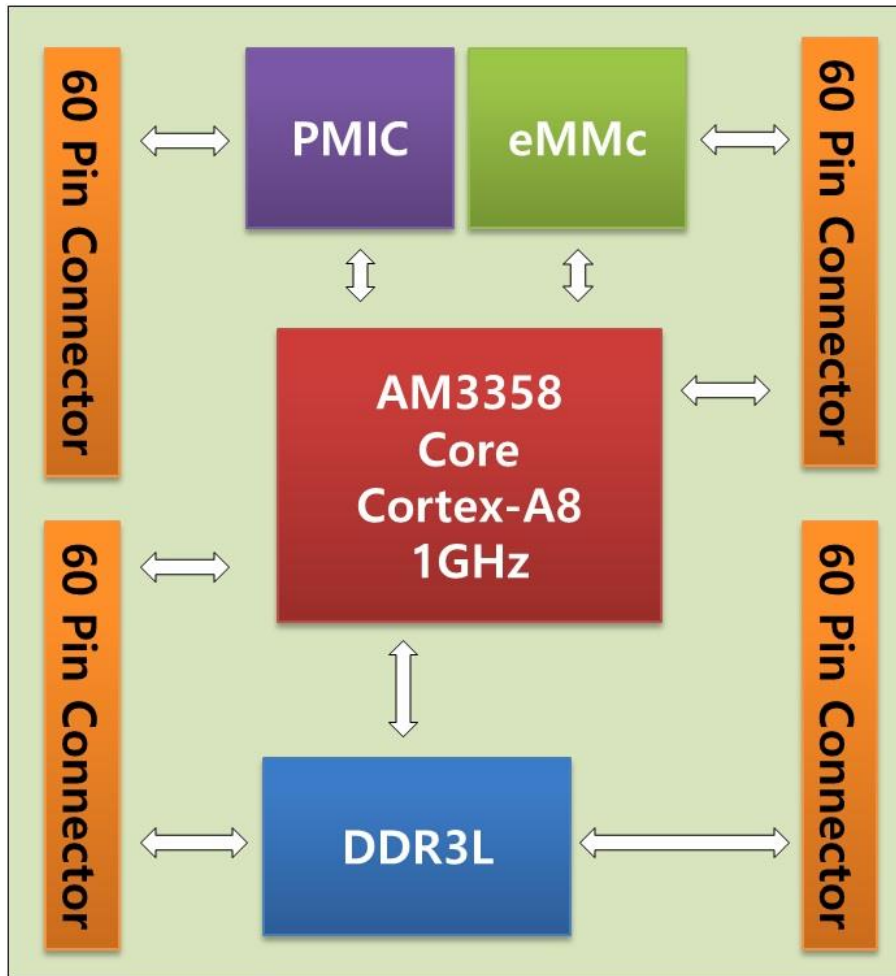 60 Pin Connector
PMIC
eMMc
60 Pin Connector
AM3358
Core
Cortex-A8
1GHz
60 Pin Connector
DDR3L
60 Pin Connector